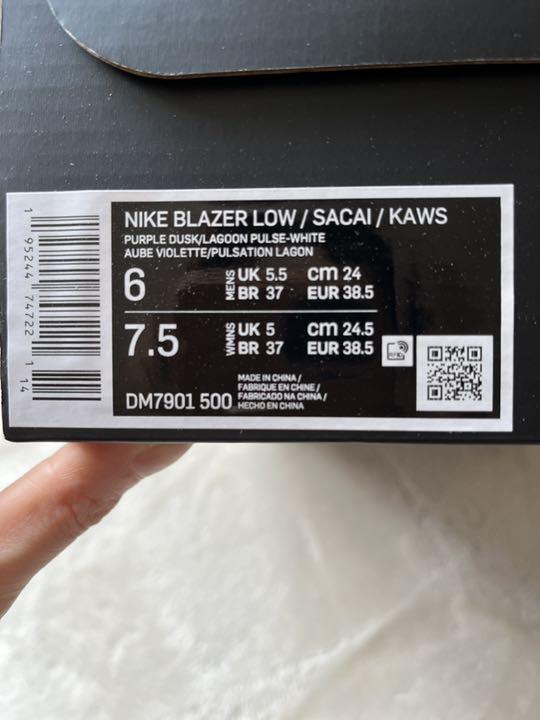 NIKE BLAZER LOW / SACAI / KAWS
PURPLE DUSK/LAGOON PULSE-WHITE
AUBE VIOLETTE/PULSATION LAGON
6 MENS UK 5.5 cm 24
BR 37 EUR 38.5
7.5 WMNS UK 5 cm 24.5
BR 37 EUR 38.5
RFID
DM7901 500
MADE IN CHINA /
FABRIQUE EN CHINE /
FABRICADO NA CHINA /
HECHO EN CHINA
1 95244 74722 1 14